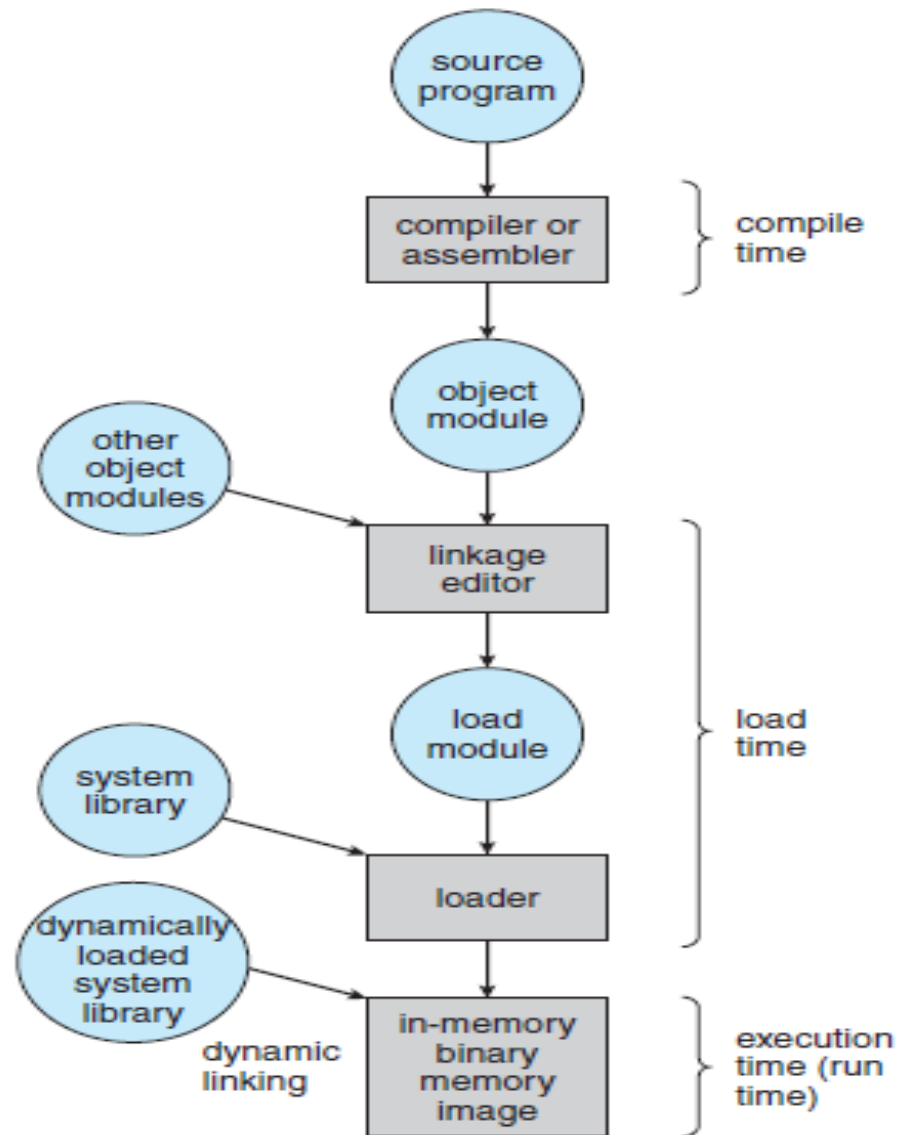 source
program
compiler or
assembler
compile
time
object
module
other
object
modules
linkage
editor
load
module
load
time
system
library
loader
dynamically
loaded
system
library
dynamic
linking
in-memory
binary
memory
image
execution
time (run
time)